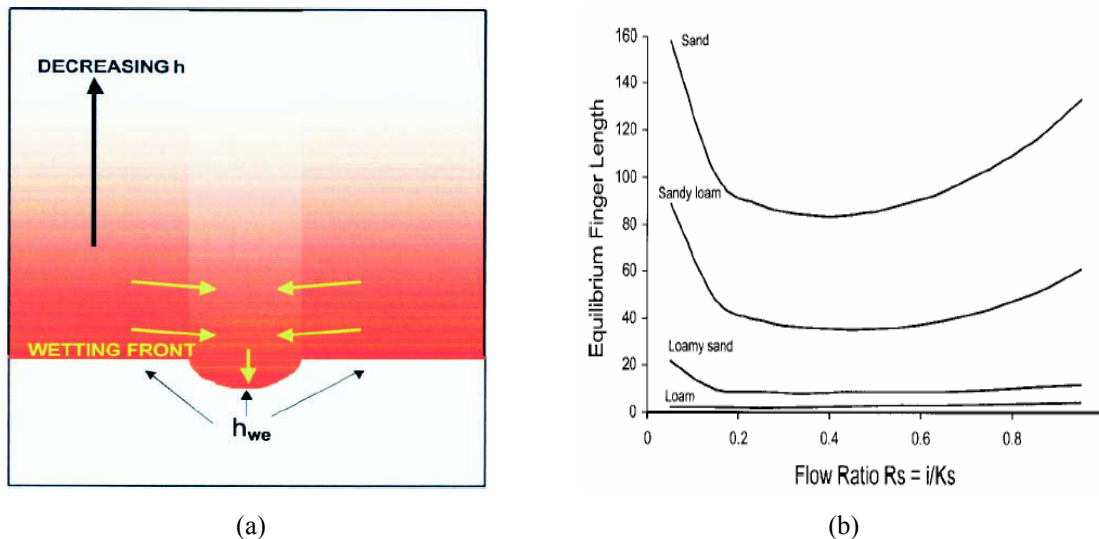 DECREASING h
WETTING FRONT
hwe
(a)
160
140
120
100
80
60
40
20
0
Equilibrium Finger Length
Sand
Sandy loam
Loamy sand
Loam
0
0.2
0.4
0.6
0.8
Flow Ratio Rs = i/Ks
(b)